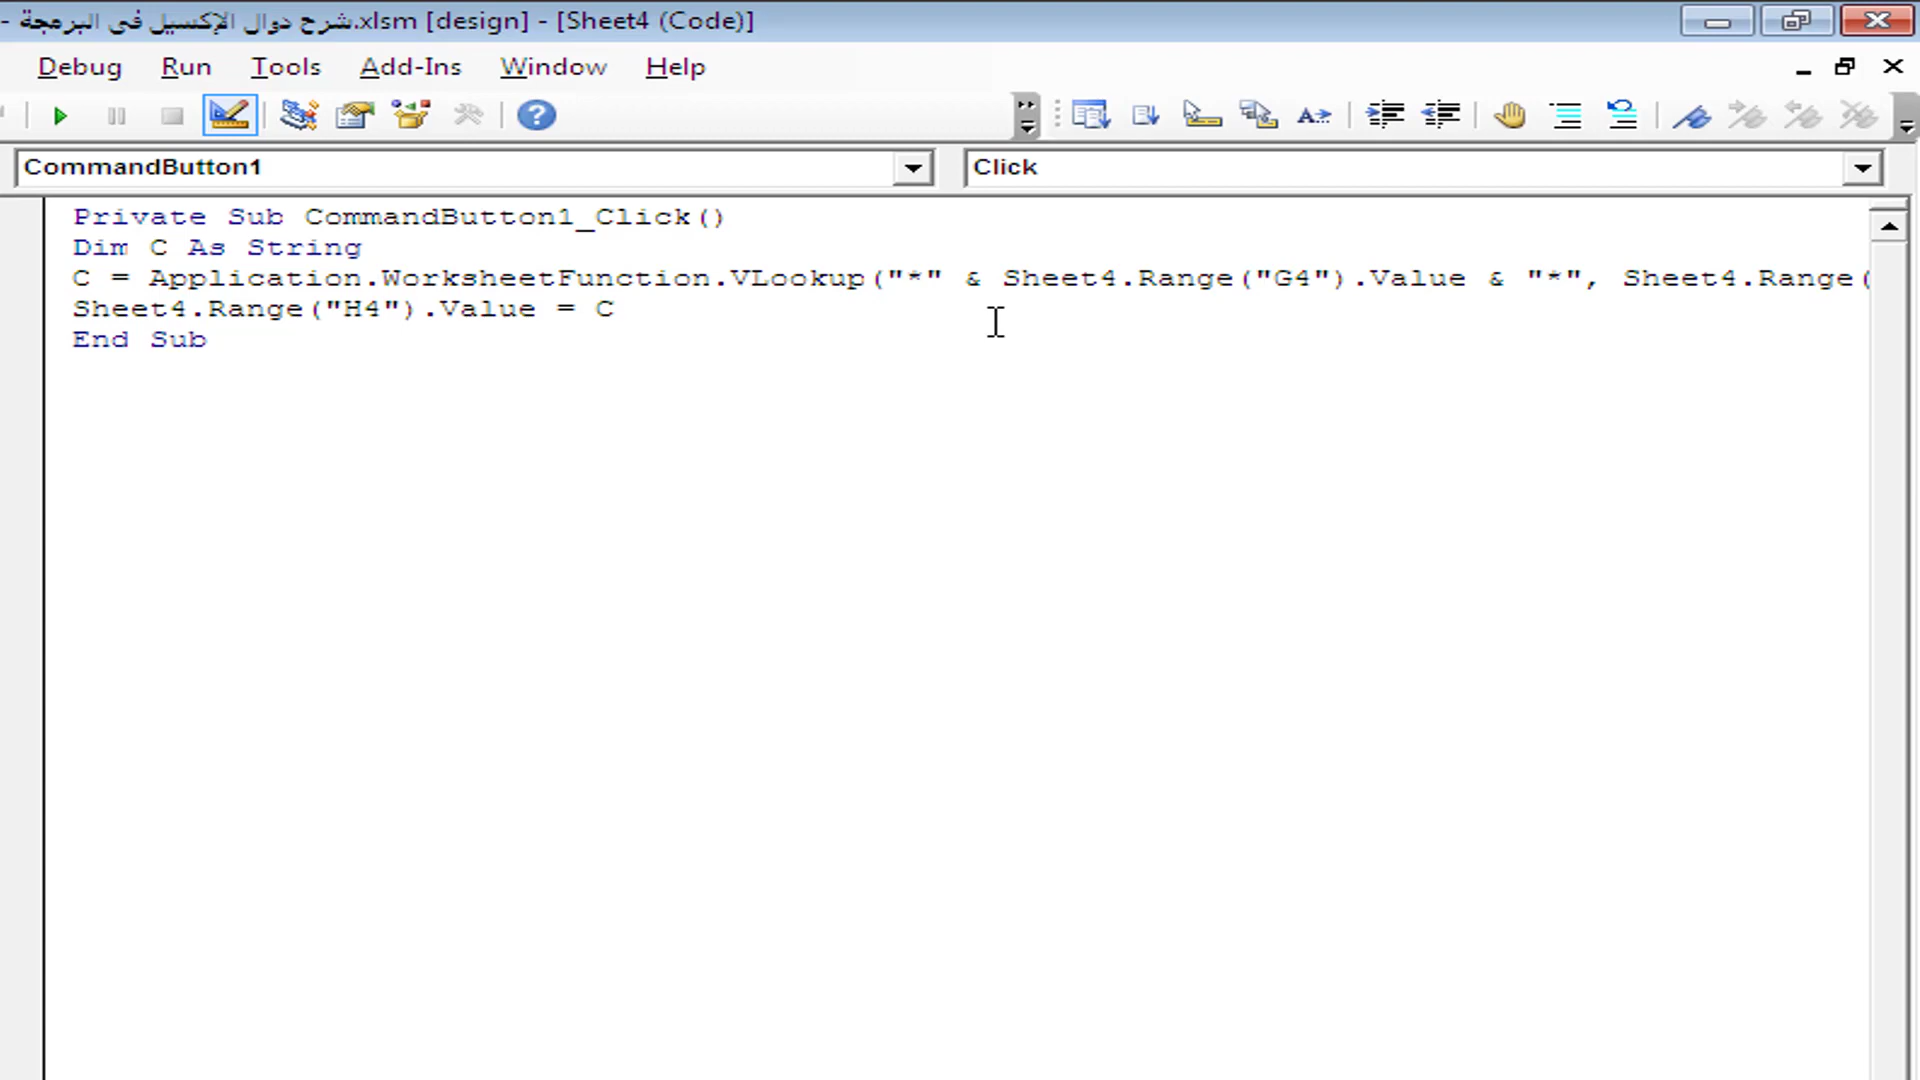 شرح دوال الإكسيل في البرمجة.xlsm [design] - [Sheet4 (Code)]
Debug Run Tools Add-Ins Window Help
CommandButton1 Click
Private Sub CommandButton1_Click()
Dim C As String
C = Application.WorksheetFunction.VLookup("*" & Sheet4.Range("G4").Value & "*", Sheet4.Range(
Sheet4.Range("H4").Value = C
End Sub